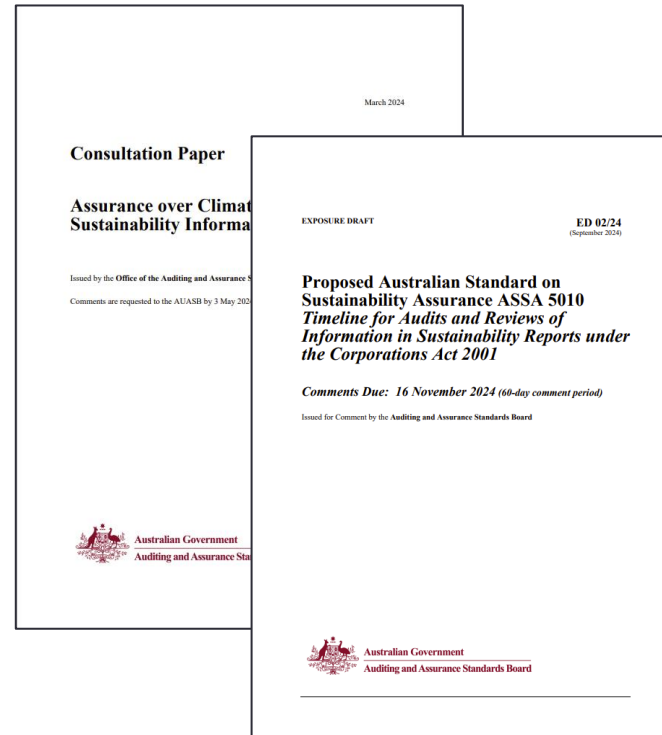 March 2024
Consultation Paper
Assurance over Climat
Sustainability Informa
Issued by the Office of the Auditing and Assurance S
Comments are requested to the AUASB by 3 May 202
Australian Government
Auditing and Assurance Sta
EXPOSURE DRAFT
ED 02/24
(September 2024)
Proposed Australian Standard on
Sustainability Assurance ASSA 5010
Timeline for Audits and Reviews of
Information in Sustainability Reports under
the Corporations Act 2001
Comments Due: 16 November 2024 (60-day comment period)
Issued for Comment by the Auditing and Assurance Standards Board
Australian Government
Auditing and Assurance Standards Board